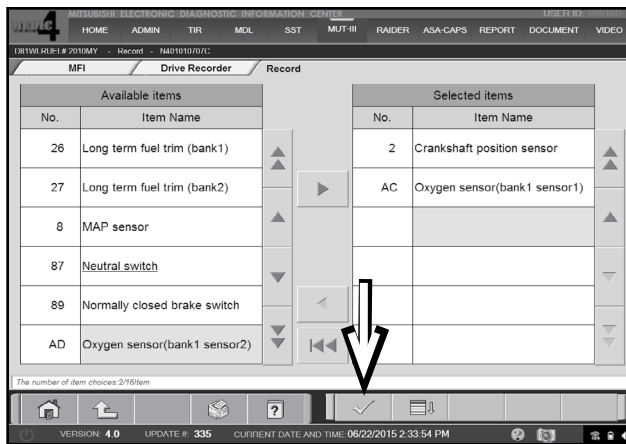 MITSUBISHI ELECTRONIC DIAGNOSTIC INFORMATION CENTER USER ID:
MEDIC 4 HOME ADMIN TIR MDL SST MUT-III RAIDER ASA-CAPS REPORT DOCUMENT VIDEO
2010MY - Record - N401010707C
MFI Drive Recorder Record
Available items Selected items
No. Item Name No. Item Name
26 Long term fuel trim (bank1) 2 Crankshaft position sensor
27 Long term fuel trim (bank2) AC Oxygen sensor(bank1 sensor1)
8 MAP sensor
87 Neutral switch
89 Normally closed brake switch
AD Oxygen sensor(bank1 sensor2)
The number of item choices:2/16Item
?
VERSION: 4.0 UPDATE #: 335 CURRENT DATE AND TIME: 06/22/2015 2:33:54 PM